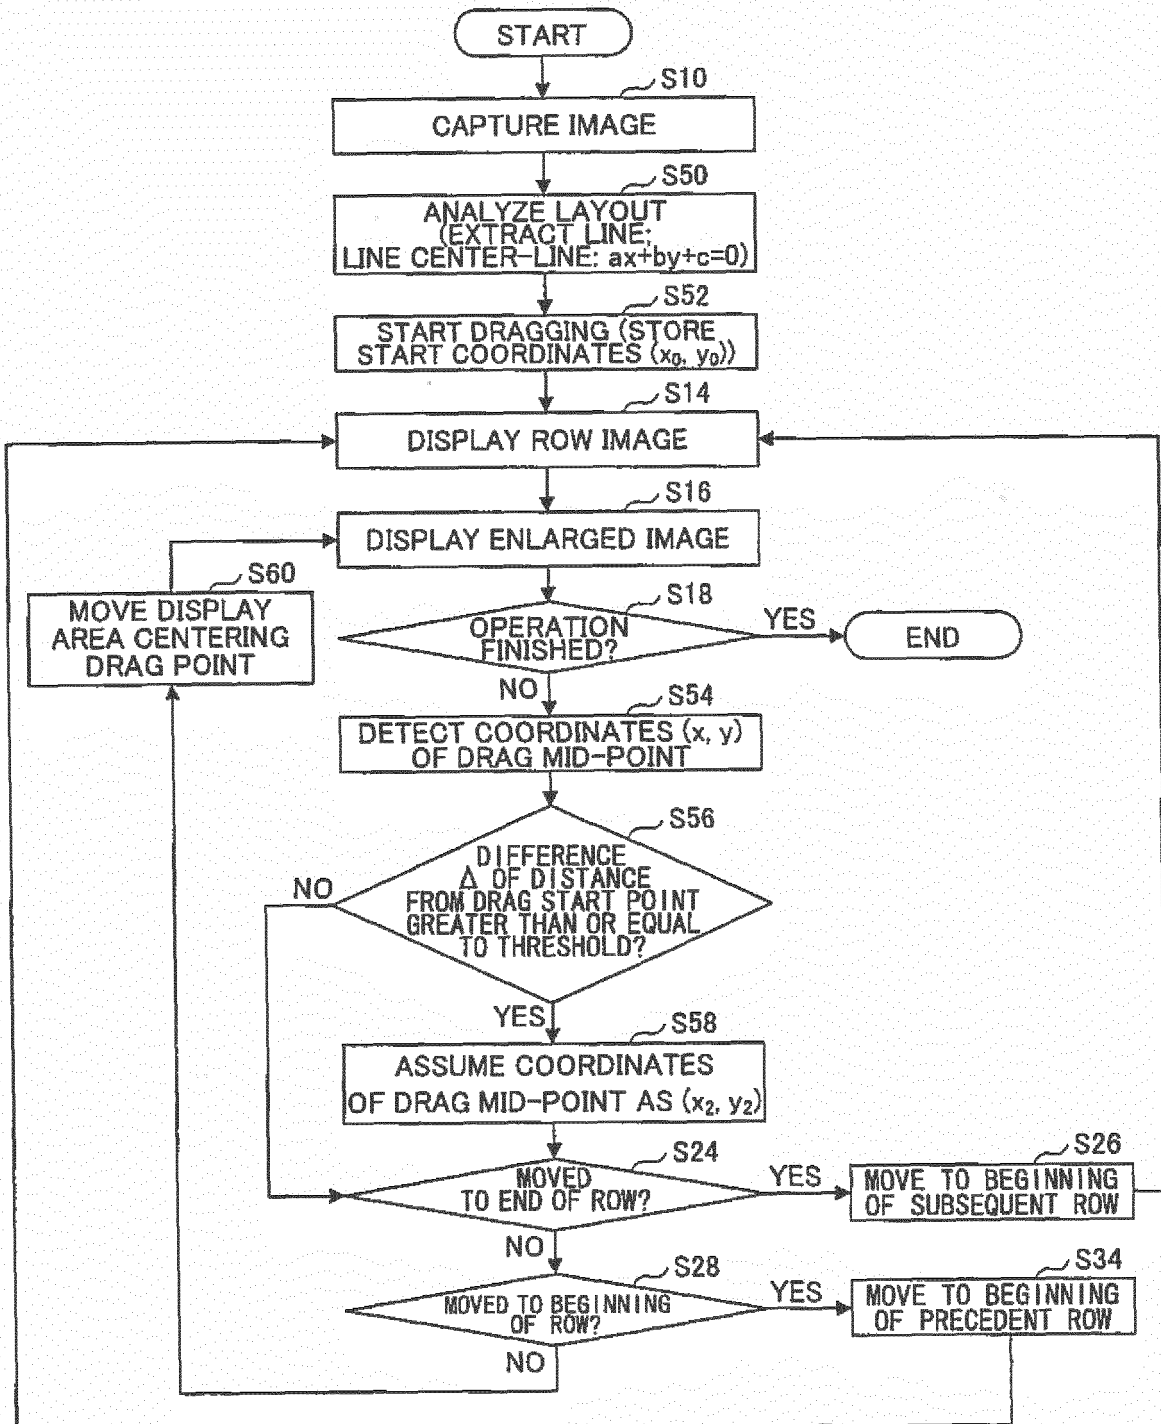 START
S10
CAPTURE IMAGE
S50
ANALYZE LAYOUT
(EXTRACT LINE;
LINE CENTER-LINE: ax+by+c=0)
S52
START DRAGGING (STORE
START COORDINATES (x₀, y₀))
S14
DISPLAY ROW IMAGE
S16
DISPLAY ENLARGED IMAGE
S60
MOVE DISPLAY
AREA CENTERING
DRAG POINT
S18
OPERATION
FINISHED?
YES
END
NO
S54
DETECT COORDINATES (x, y)
OF DRAG MID-POINT
S56
DIFFERENCE
Δ OF DISTANCE
FROM DRAG START POINT
GREATER THAN OR EQUAL
TO THRESHOLD?
NO
YES
S58
ASSUME COORDINATES
OF DRAG MID-POINT AS (x₂, y₂)
S24
MOVED
TO END OF ROW?
YES
S26
MOVE TO BEGINNING
OF SUBSEQUENT ROW
NO
S28
MOVED TO BEGINNING
OF ROW?
YES
S34
MOVE TO BEGINNING
OF PRECEDENT ROW
NO